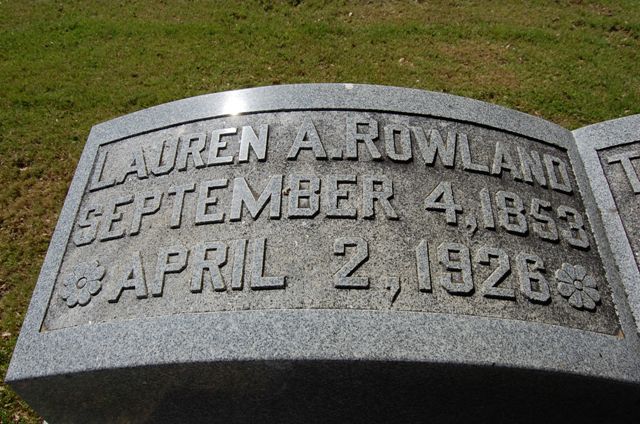 LAUREN A. ROWLAND
SEPTEMBER 4, 1853
APRIL 2, 1926
T